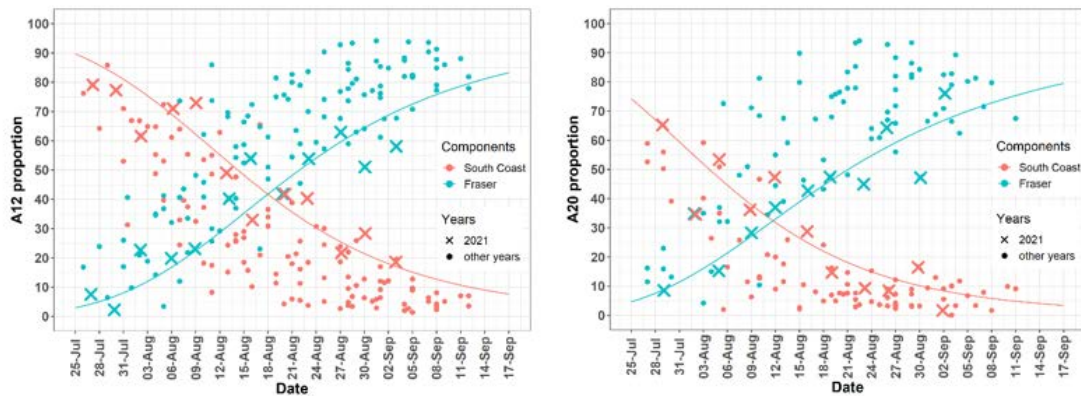 A12 proportion
100
90
80
70
60
50
40
30
20
10
0
25-Jul
28-Jul
31-Jul
03-Aug
06-Aug
09-Aug
12-Aug
15-Aug
18-Aug
21-Aug
24-Aug
27-Aug
30-Aug
02-Sep
05-Sep
08-Sep
11-Sep
14-Sep
17-Sep
Date
Components
South Coast
Fraser
Years
2021
other years
A20 proportion
100
90
80
70
60
50
40
30
20
10
0
25-Jul
28-Jul
31-Jul
03-Aug
06-Aug
09-Aug
12-Aug
15-Aug
18-Aug
21-Aug
24-Aug
27-Aug
30-Aug
02-Sep
05-Sep
08-Sep
11-Sep
14-Sep
17-Sep
Date
Components
South Coast
Fraser
Years
2021
other years